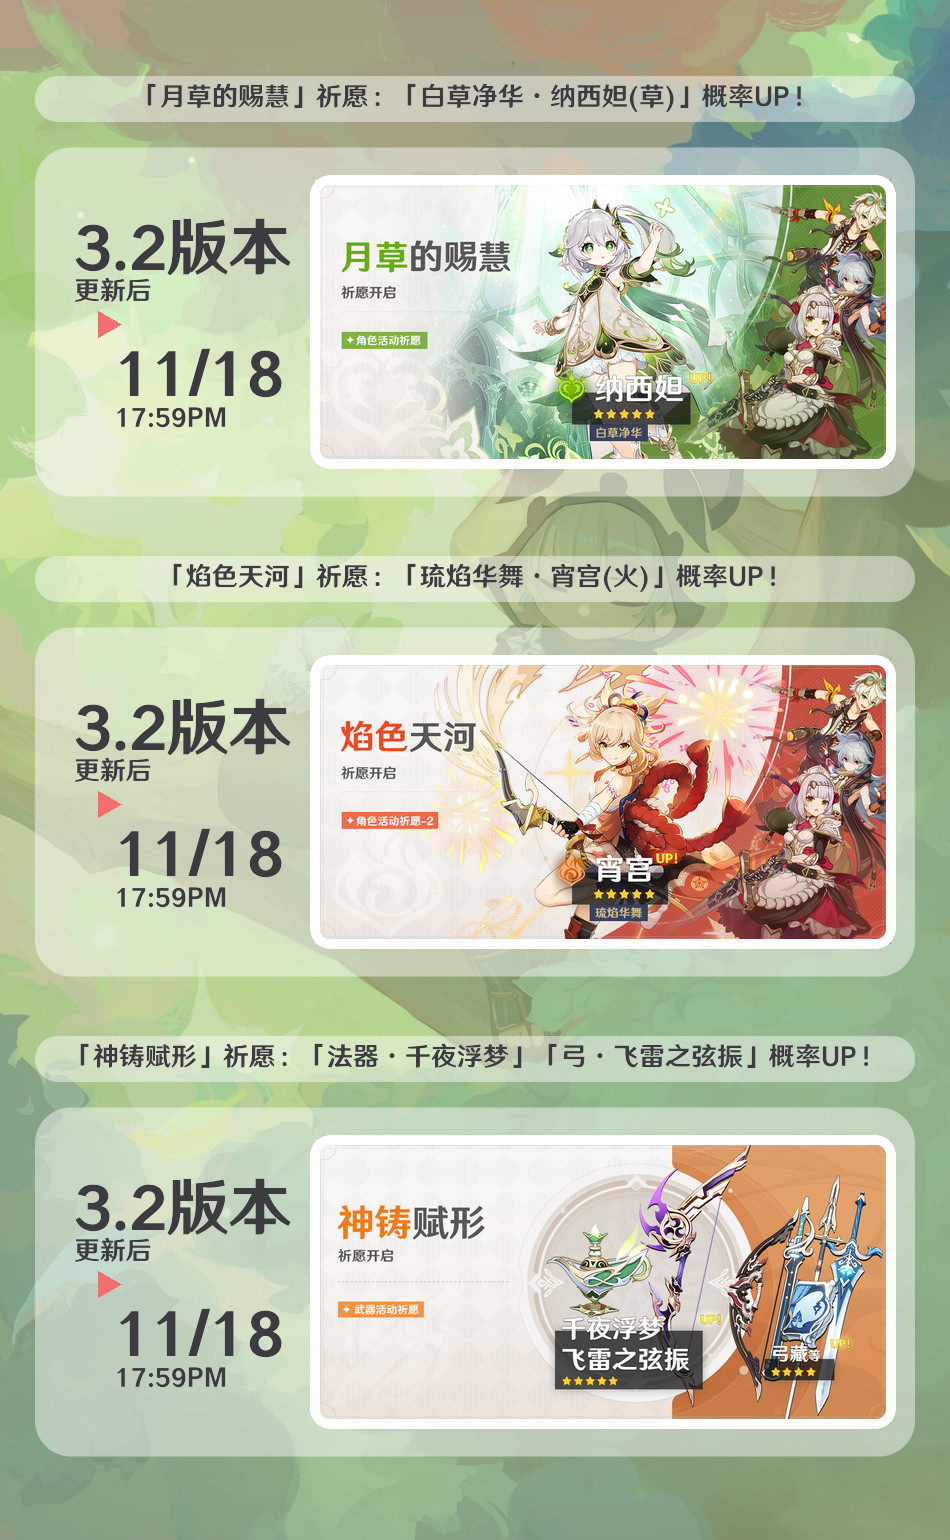 「月草的赐慧」祈愿：「白草净华·纳西妲(草)」概率UP！
3.2版本
更新后
11/18
17:59PM
月草的赐慧
祈愿开启
✦角色活动祈愿
纳西妲 UP!
白草净华
「焰色天河」祈愿：「琉焰华舞·宵宫(火)」概率UP！
3.2版本
更新后
11/18
17:59PM
焰色天河
祈愿开启
✦角色活动祈愿-2
宵宫 UP!
琉焰华舞
「神铸赋形」祈愿：「法器·千夜浮梦」「弓·飞雷之弦振」概率UP！
3.2版本
更新后
11/18
17:59PM
神铸赋形
祈愿开启
✦武器活动祈愿
千夜浮梦 UP!
飞雷之弦振
弓藏等 UP!